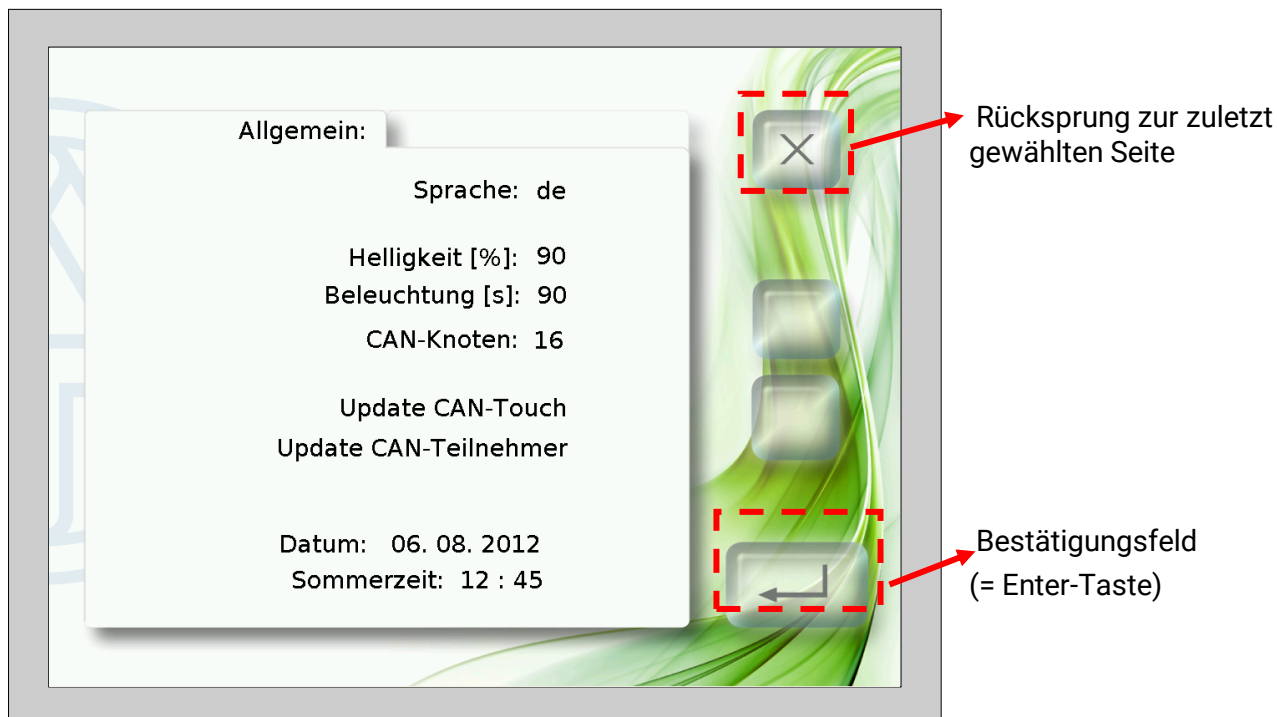 Allgemein:
Sprache: de
Helligkeit [%]: 90
Beleuchtung [s]: 90
CAN-Knoten: 16
Update CAN-Touch
Update CAN-Teilnehmer
Datum: 06. 08. 2012
Sommerzeit: 12 : 45
Rücksprung zur zuletzt
gewählten Seite
Bestätigungsfeld
(= Enter-Taste)